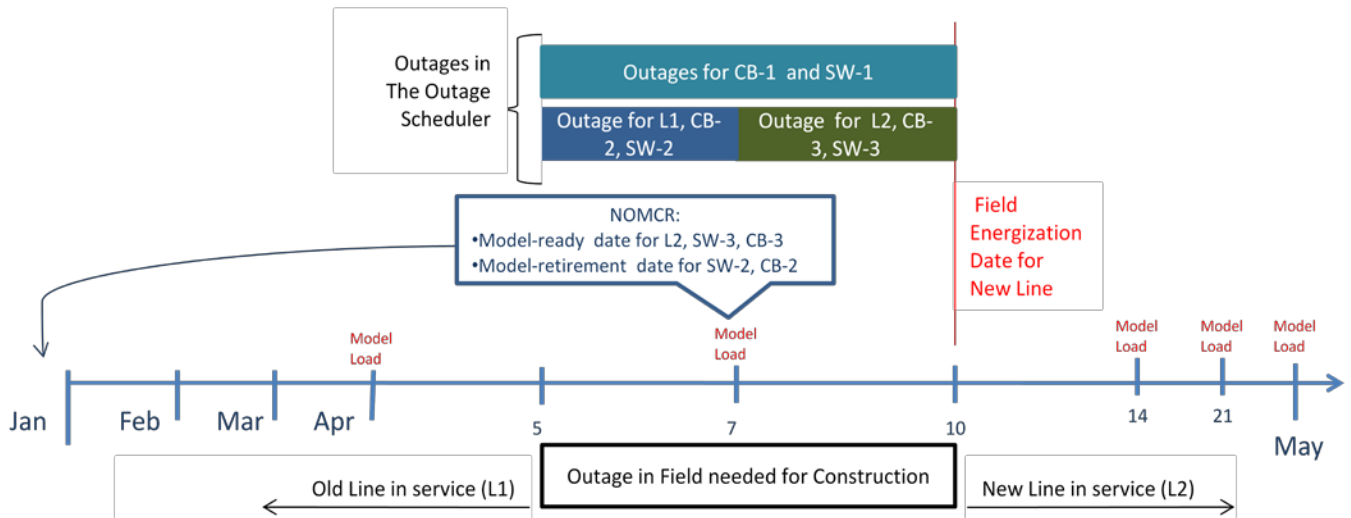 Outages in
The Outage
Scheduler
Outages for CB-1 and SW-1
Outage for L1, CB-
2, SW-2
Outage for L2, CB-
3, SW-3
NOMCR:
•Model-ready date for L2, SW-3, CB-3
•Model-retirement date for SW-2, CB-2
Field
Energization
Date for
New Line
Model
Load
Model
Load
Model
Load
Model
Load
Model
Load
Jan
Feb
Mar
Apr
5
7
10
14
21
May
Old Line in service (L1)
Outage in Field needed for Construction
New Line in service (L2)